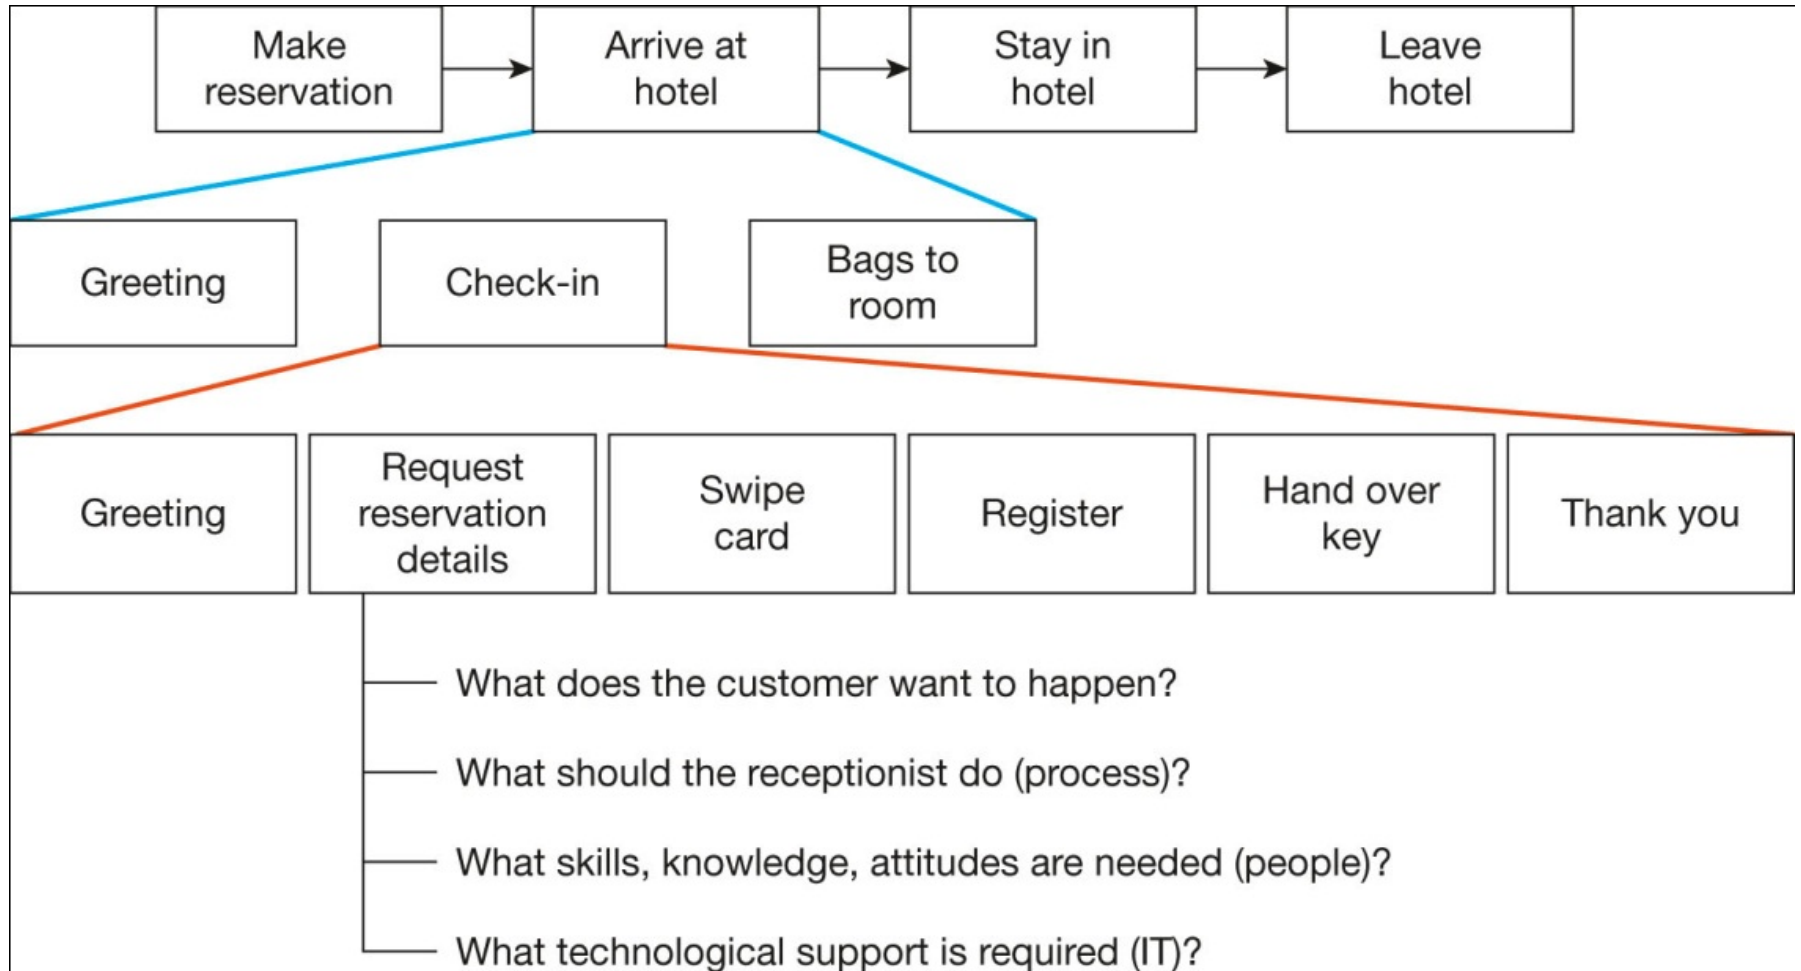 Make
reservation
Arrive at
hotel
Stay in
hotel
Leave
hotel
Greeting
Check-in
Bags to
room
Greeting
Request
reservation
details
Swipe
card
Register
Hand over
key
Thank you
What does the customer want to happen?
What should the receptionist do (process)?
What skills, knowledge, attitudes are needed (people)?
What technological support is required (IT)?